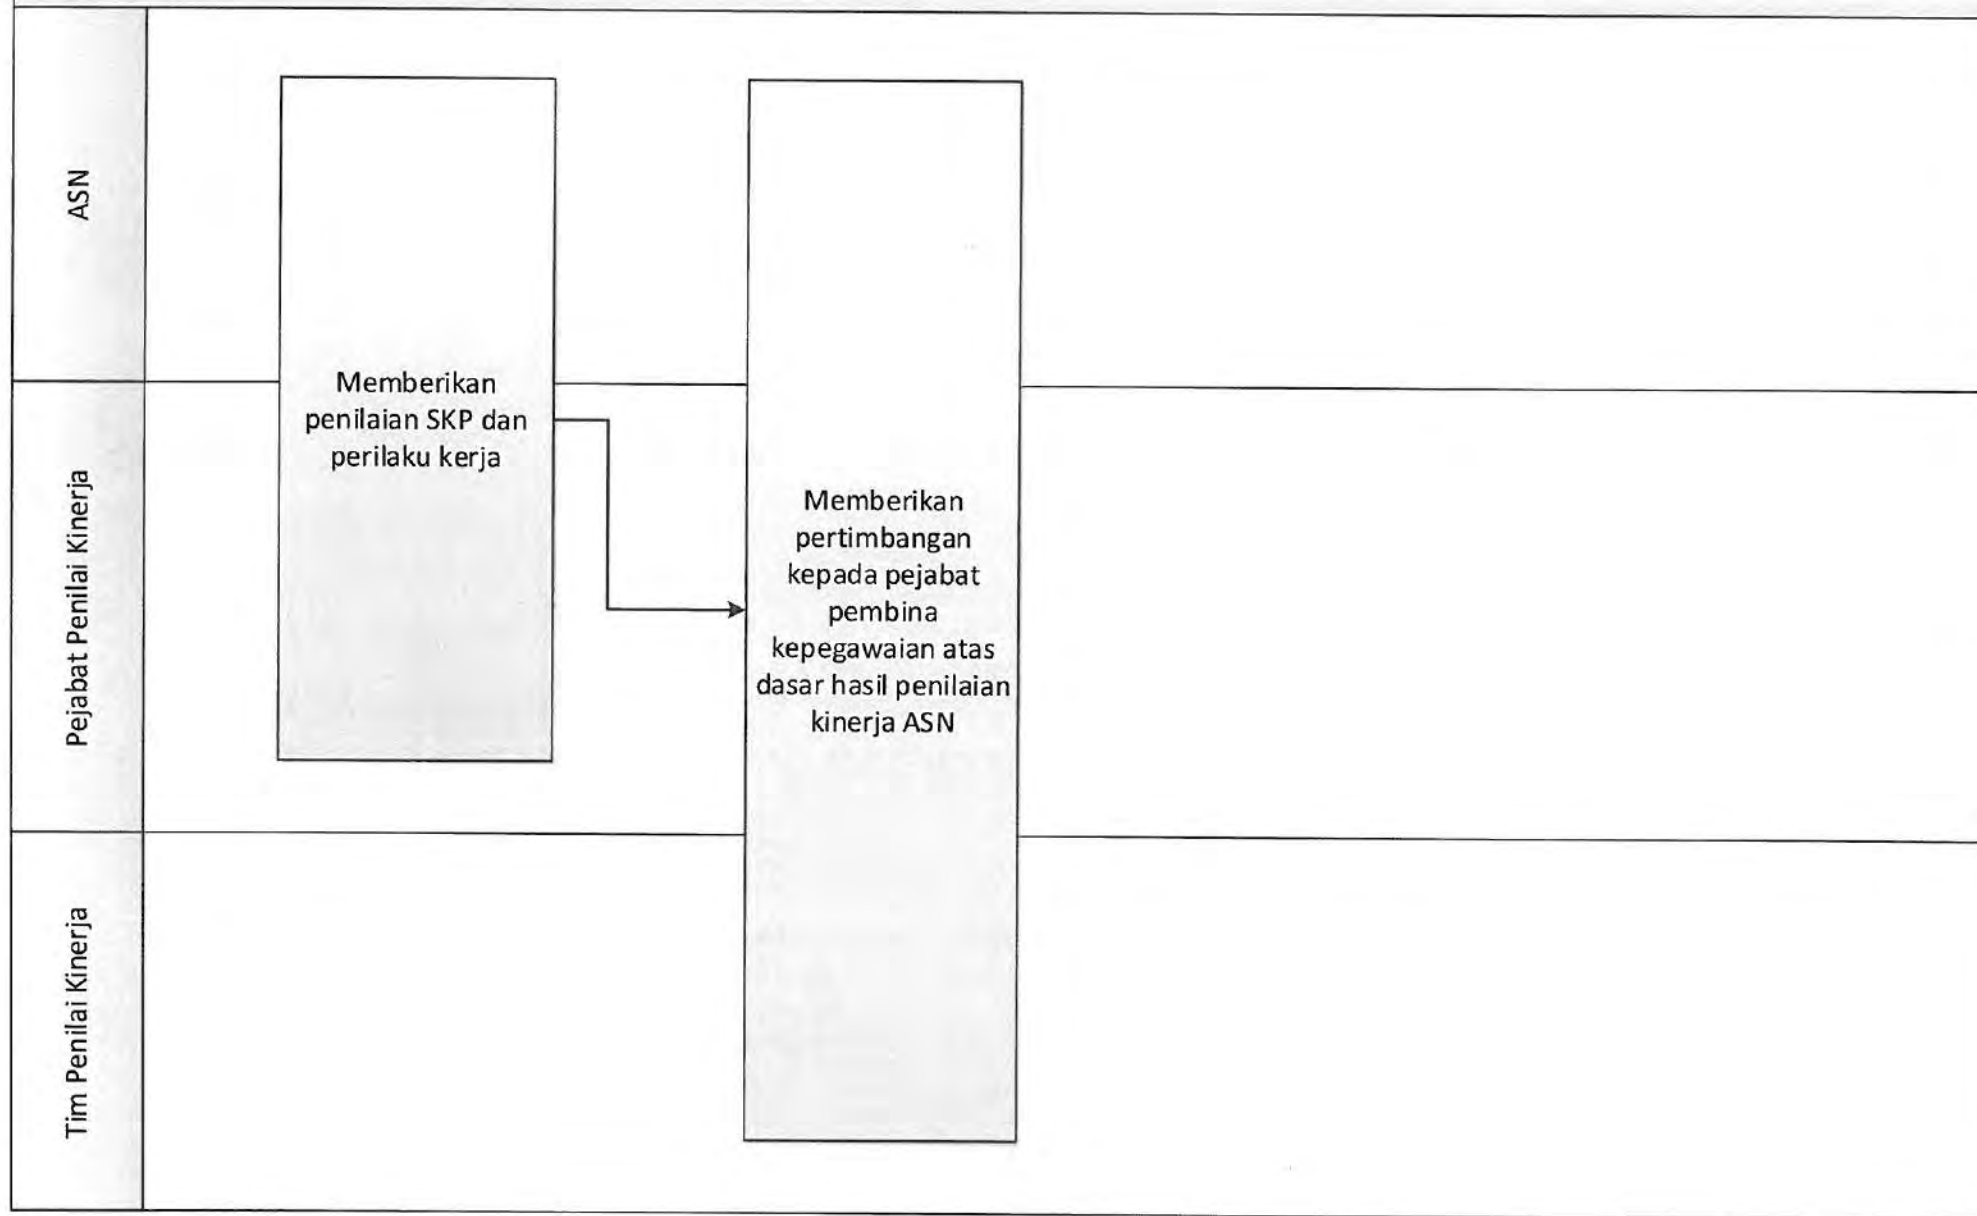 ASN
Memberikan
penilaian SKP dan
perilaku kerja
Pejabat Penilai Kinerja
Memberikan
pertimbangan
kepada pejabat
pembina
kepegawaian atas
dasar hasil penilaian
kinerja ASN
Tim Penilai Kinerja